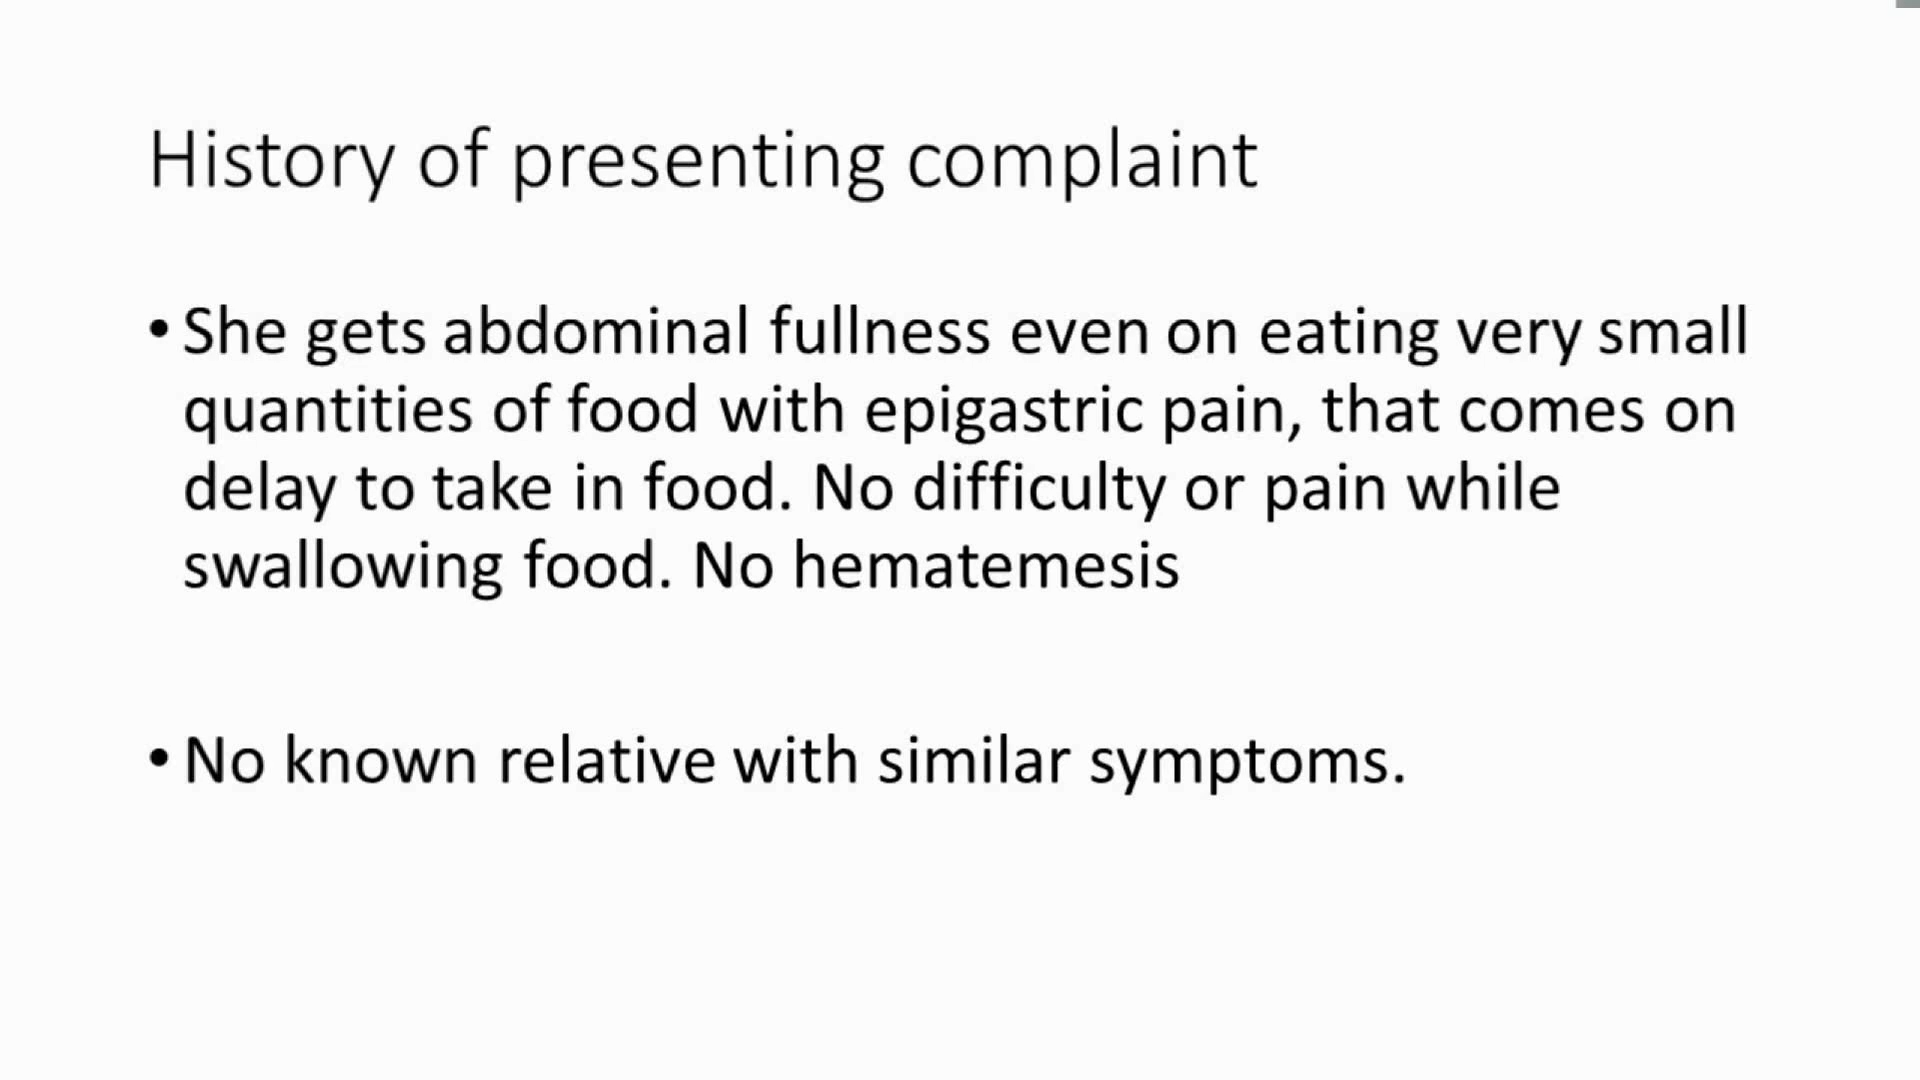 History of presenting complaint
• She gets abdominal fullness even on eating very small
quantities of food with epigastric pain, that comes on
delay to take in food. No difficulty or pain while
swallowing food. No hematemesis
• No known relative with similar symptoms.